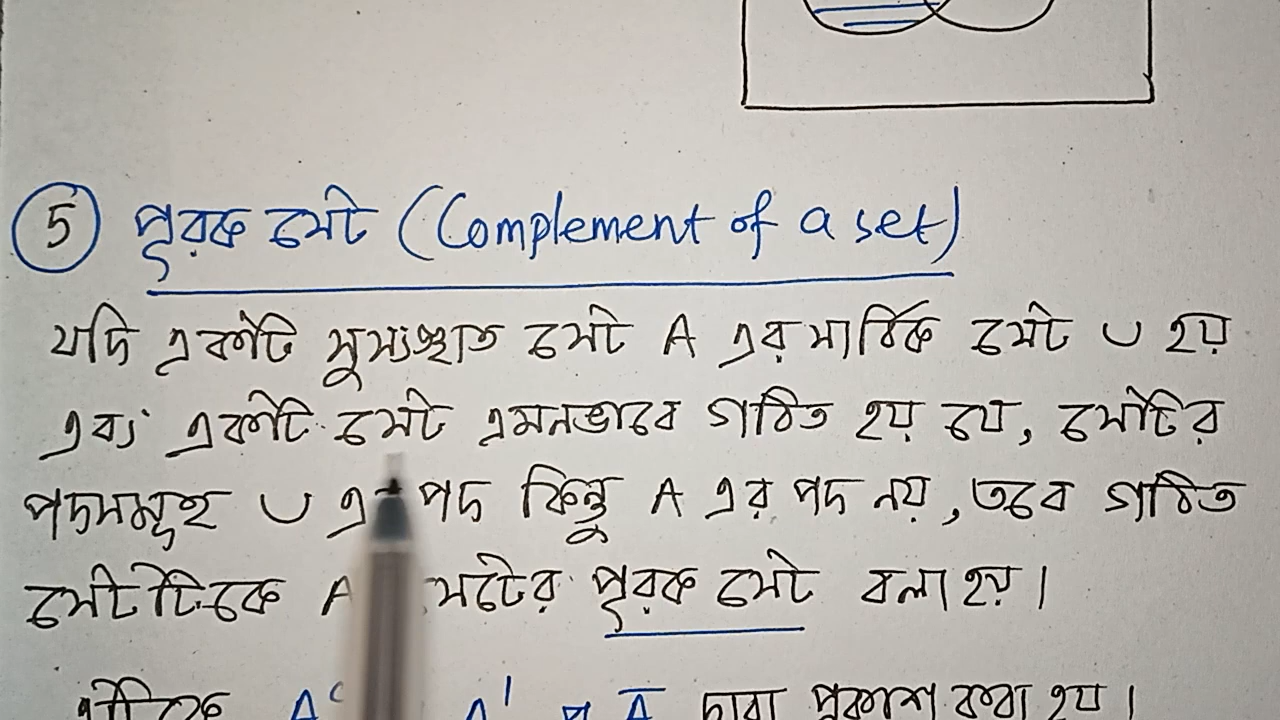 5 পূরক সেট (Complement of a set)
যদি একটি সুসংজ্ঞাত সেট A এর সার্বিক সেট U হয়
এবং একটি সেট এমনভাবে গঠিত হয় যে, সেটটির
পদসমূহ U এর পদ কিন্তু A এর পদ নয়, তবে গঠিত
সেটটিকে A সেটের পূরক সেট বলা হয়।
A' Ā দ্বারা প্রকাশ করা হয়।